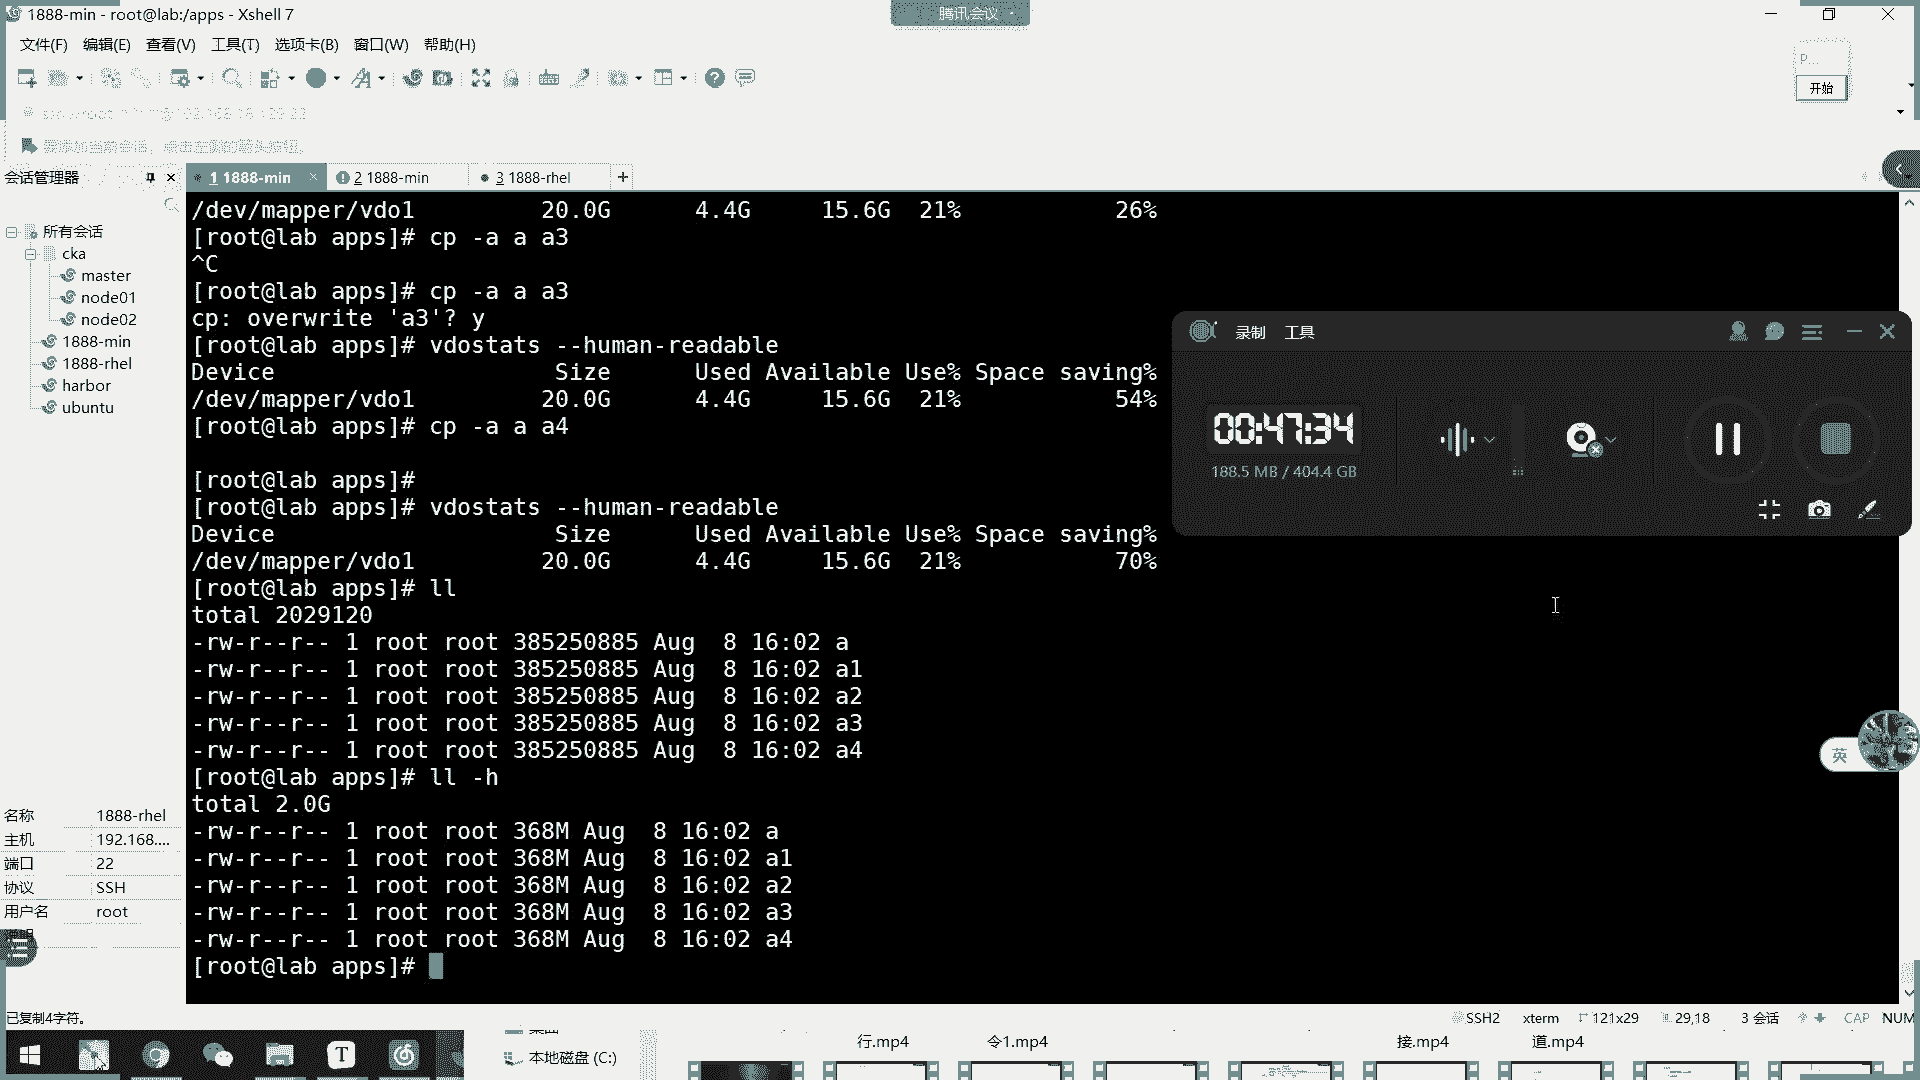 1888-min - root@lab:/apps - Xshell 7
腾讯会议
文件(F) 编辑(E) 查看(V) 工具(T) 选项卡(B) 窗口(W) 帮助(H)
P...
开始
会话管理器
1 1888-min
2 1888-min
3 1888-rhel
所有会话
cka
master
node01
node02
1888-min
1888-rhel
harbor
ubuntu
名称 1888-rhel
主机 192.168....
端口 22
协议 SSH
用户名 root
/dev/mapper/vdo1 20.0G 4.4G 15.6G 21% 26%
[root@lab apps]# cp -a a a3
^C
[root@lab apps]# cp -a a a3
cp: overwrite 'a3'? y
[root@lab apps]# vdostats --human-readable
Device Size Used Available Use% Space saving%
/dev/mapper/vdo1 20.0G 4.4G 15.6G 21% 54%
[root@lab apps]# cp -a a a4
[root@lab apps]#
[root@lab apps]# vdostats --human-readable
Device Size Used Available Use% Space saving%
/dev/mapper/vdo1 20.0G 4.4G 15.6G 21% 70%
[root@lab apps]# ll
total 2029120
-rw-r--r-- 1 root root 385250885 Aug 8 16:02 a
-rw-r--r-- 1 root root 385250885 Aug 8 16:02 a1
-rw-r--r-- 1 root root 385250885 Aug 8 16:02 a2
-rw-r--r-- 1 root root 385250885 Aug 8 16:02 a3
-rw-r--r-- 1 root root 385250885 Aug 8 16:02 a4
[root@lab apps]# ll -h
total 2.0G
-rw-r--r-- 1 root root 368M Aug 8 16:02 a
-rw-r--r-- 1 root root 368M Aug 8 16:02 a1
-rw-r--r-- 1 root root 368M Aug 8 16:02 a2
-rw-r--r-- 1 root root 368M Aug 8 16:02 a3
-rw-r--r-- 1 root root 368M Aug 8 16:02 a4
[root@lab apps]#
录制 工具
00:47:34
188.5 MB / 404.4 GB
英
已复制4字符。
SSH2 xterm 121x29 29,18 3 会话 CAP NUM
本地磁盘 (C:)
行.mp4
令1.mp4
接.mp4
道.mp4